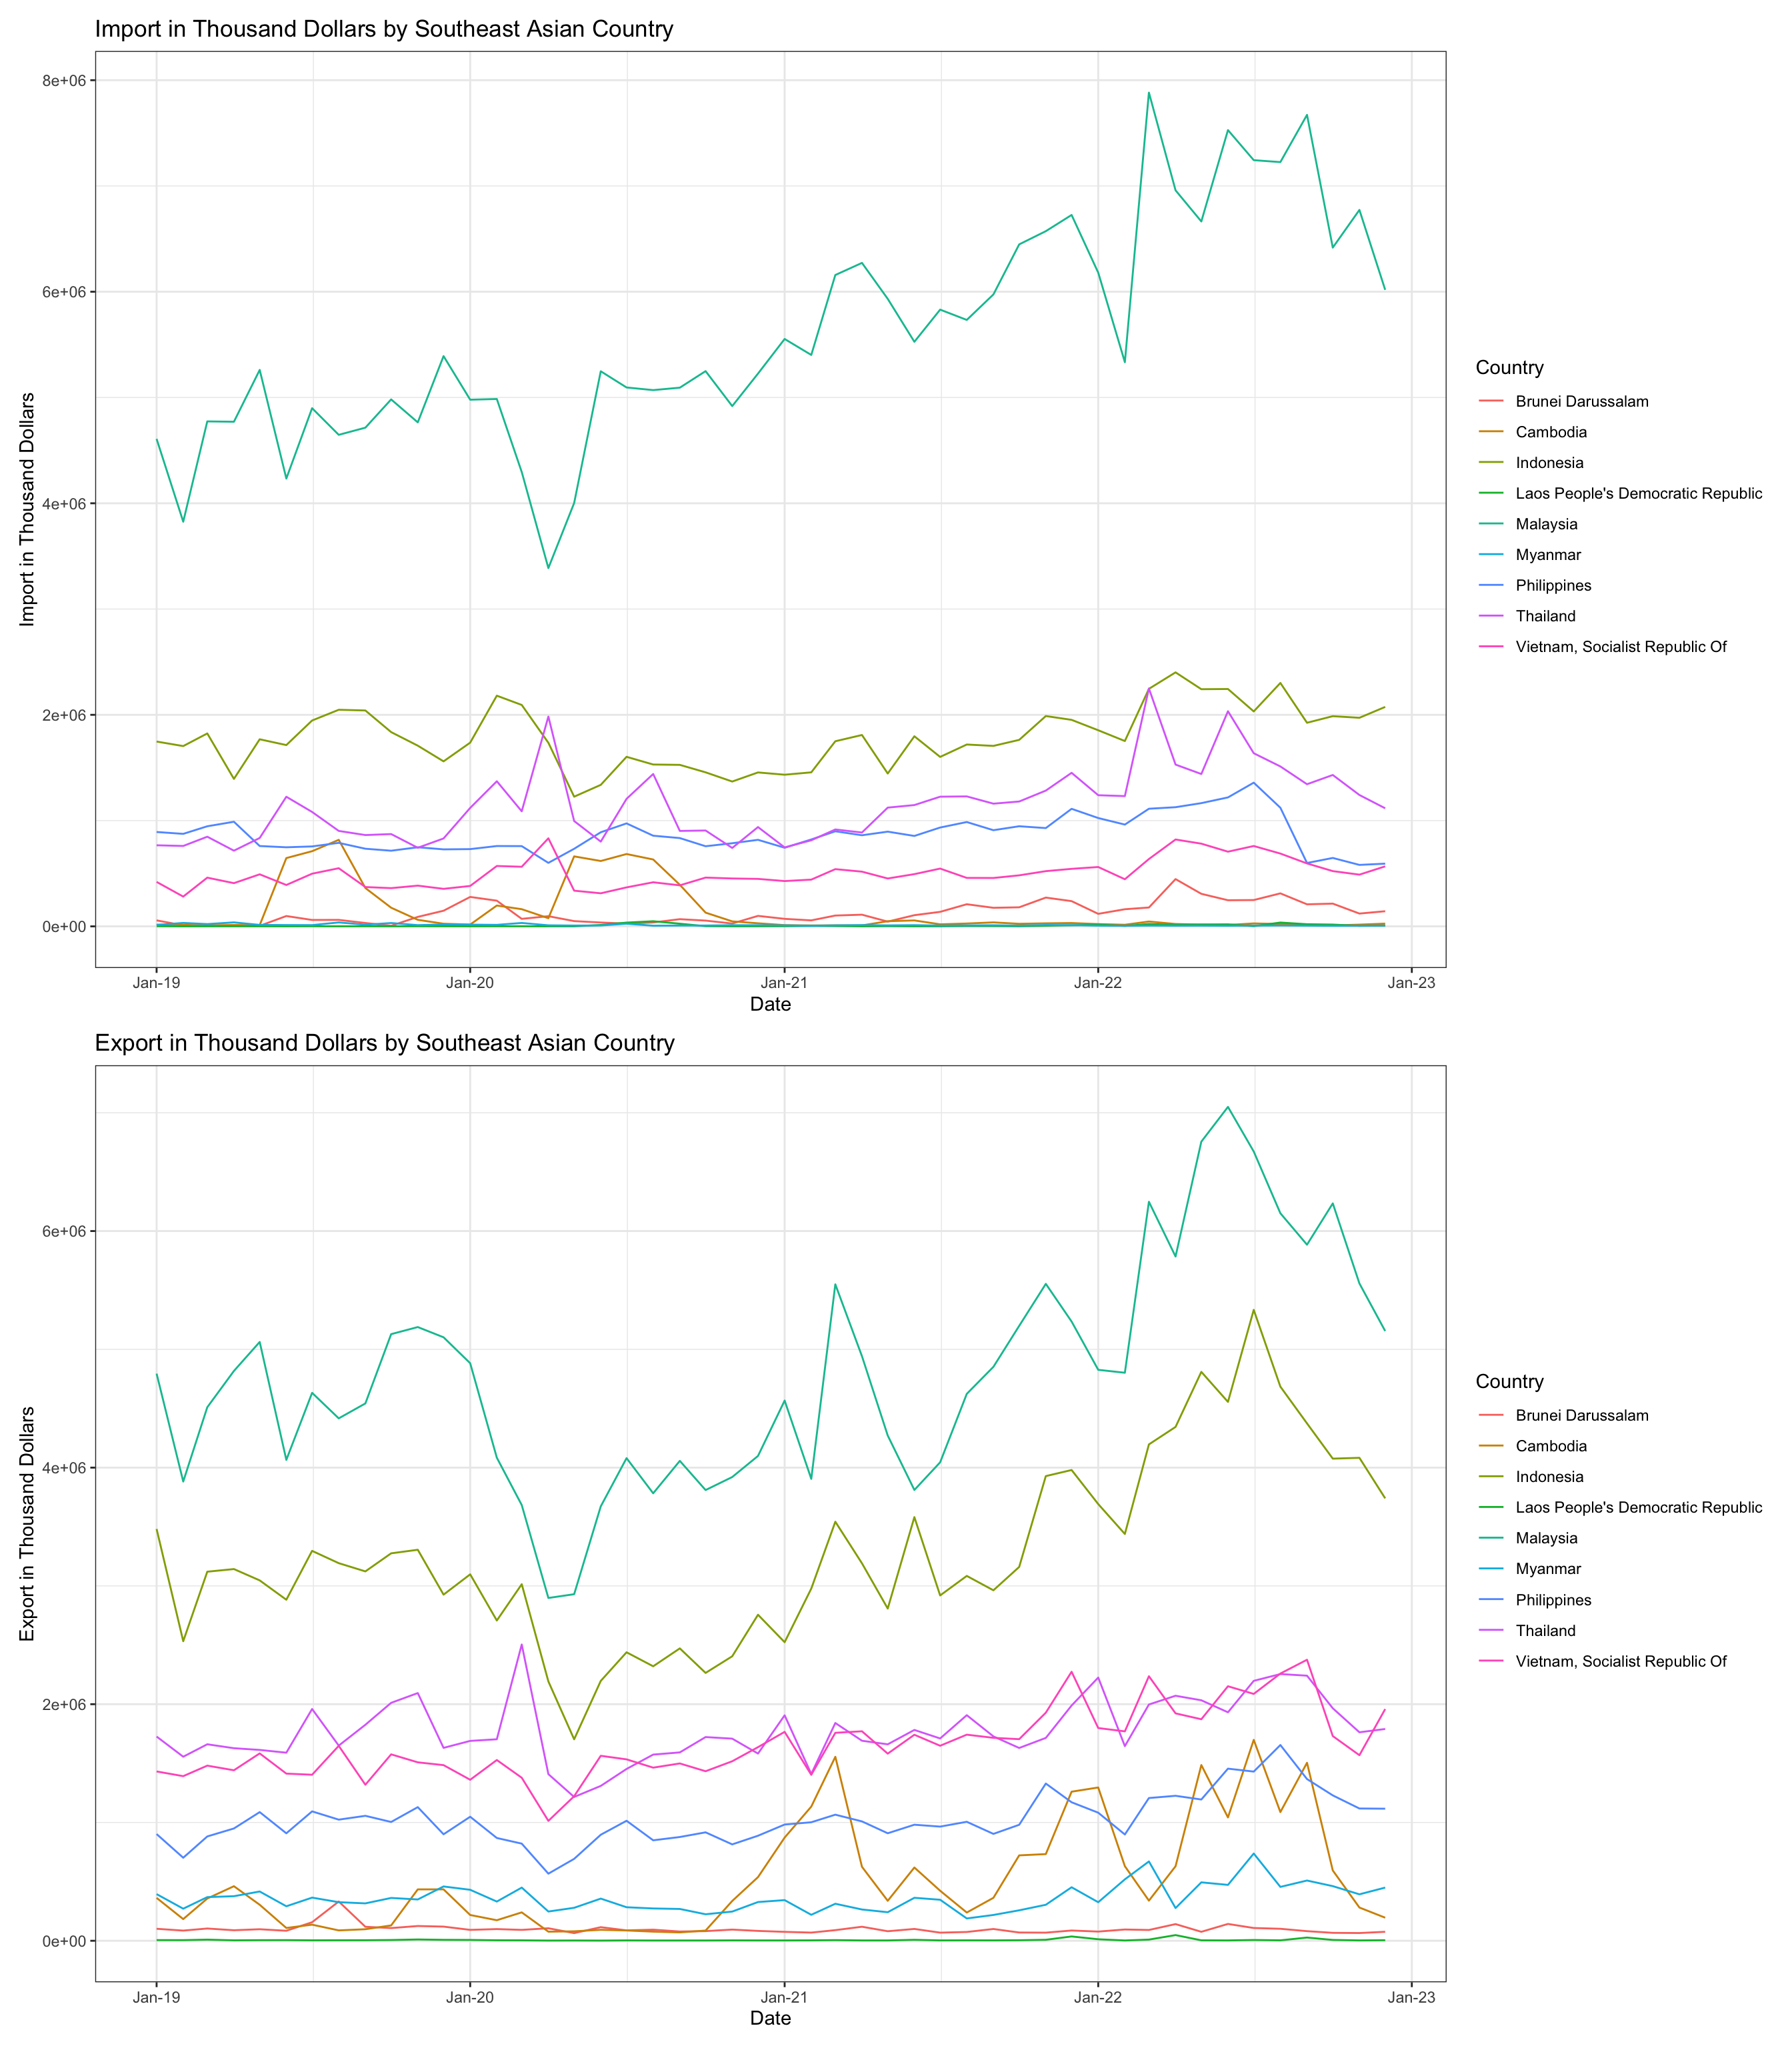 Import in Thousand Dollars by Southeast Asian Country
8e+06
6e+06
4e+06
2e+06
0e+00
Import in Thousand Dollars
Jan-19 Jan-20 Jan-21 Jan-22 Jan-23
Date
Country
Brunei Darussalam
Cambodia
Indonesia
Laos People's Democratic Republic
Malaysia
Myanmar
Philippines
Thailand
Vietnam, Socialist Republic Of
Export in Thousand Dollars by Southeast Asian Country
6e+06
4e+06
2e+06
0e+00
Export in Thousand Dollars
Jan-19 Jan-20 Jan-21 Jan-22 Jan-23
Date
Country
Brunei Darussalam
Cambodia
Indonesia
Laos People's Democratic Republic
Malaysia
Myanmar
Philippines
Thailand
Vietnam, Socialist Republic Of